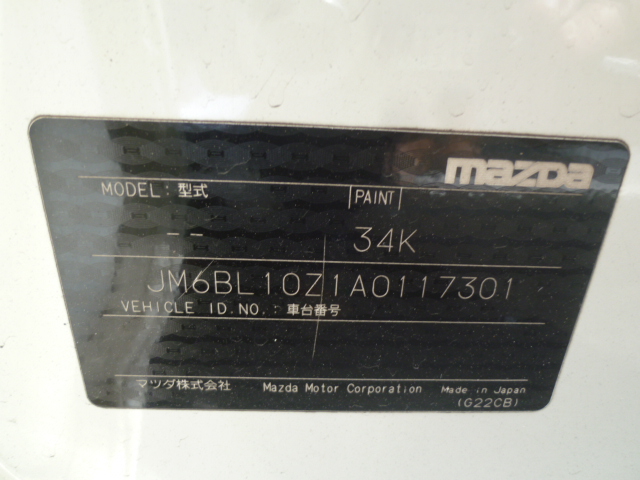 mazda
MODEL : 型式 PAINT
-- 34K
JM6BL10Z1A0117301
VEHICLE ID.NO. : 車台番号
マツダ株式会社 Mazda Motor Corporation Made in Japan
(G22CB)